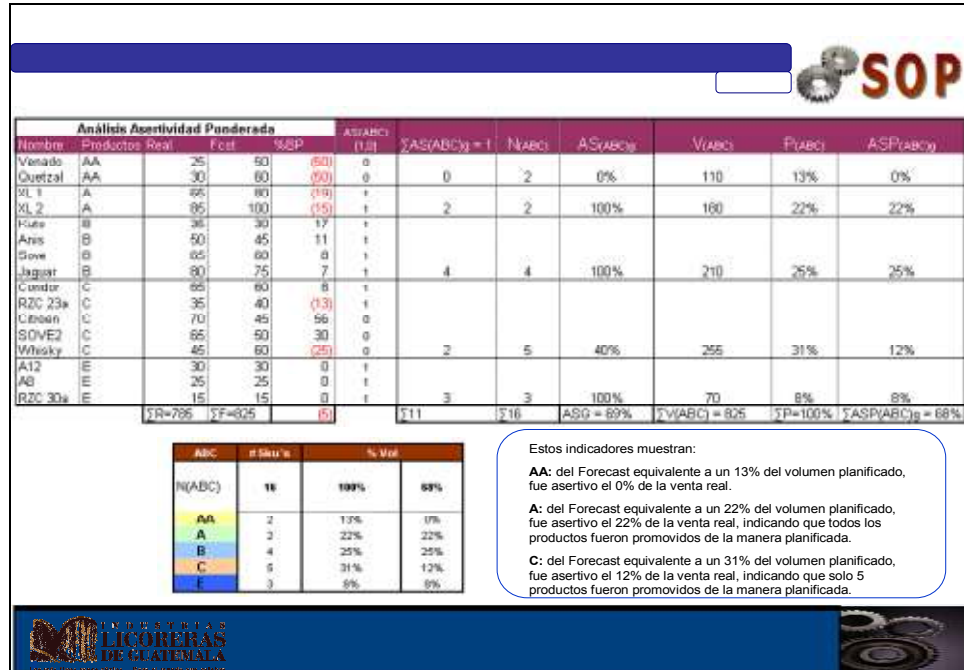 SOP
Análisis Asertividad Ponderada
Nombre Productos Real Fcst %BP AS(ABC) (1,0) ∑AS(ABC)g = 1 N(ABC) AS(ABC)g V(ABC) P(ABC) ASP(ABC)g
Venado AA 25 50 (50) 0
Quetzal AA 30 60 (50) 0 0 2 0% 110 13% 0%
XL 1 A 65 80 (19) 1
XL 2 A 85 100 (15) 1 2 2 100% 180 22% 22%
B 35 30 17 1
Anis B 50 45 11 1
Sove B 65 60 8 1
Jaguar B 80 75 7 1 4 4 100% 210 25% 25%
Condor C 65 60 8 1
RZC 23a C 35 40 (13) 1
Citroen C 70 45 56 0
SOVE2 C 65 50 30 0
Whisky C 45 60 (25) 0 2 5 40% 255 31% 12%
A12 E 30 30 0 1
A8 E 25 25 0 1
RZC 30a E 15 15 0 1 3 3 100% 70 8% 8%
∑R=785 ∑F=825 (5) ∑11 ∑16 ASG = 69% ∑V(ABC) = 825 ∑P=100% ∑ASP(ABC)g = 68%
ABC # Sku's % Vol
N(ABC) 16 100% 68%
AA 2 13% 0%
A 2 22% 22%
B 4 25% 25%
C 5 31% 12%
E 3 8% 8%
Estos indicadores muestran:
AA: del Forecast equivalente a un 13% del volumen planificado,
fue asertivo el 0% de la venta real.
A: del Forecast equivalente a un 22% del volumen planificado,
fue asertivo el 22% de la venta real, indicando que todos los
productos fueron promovidos de la manera planificada.
C: del Forecast equivalente a un 31% del volumen planificado,
fue asertivo el 12% de la venta real, indicando que solo 5
productos fueron promovidos de la manera planificada.
INDUSTRIAS
LICORERAS
DE GUATEMALA